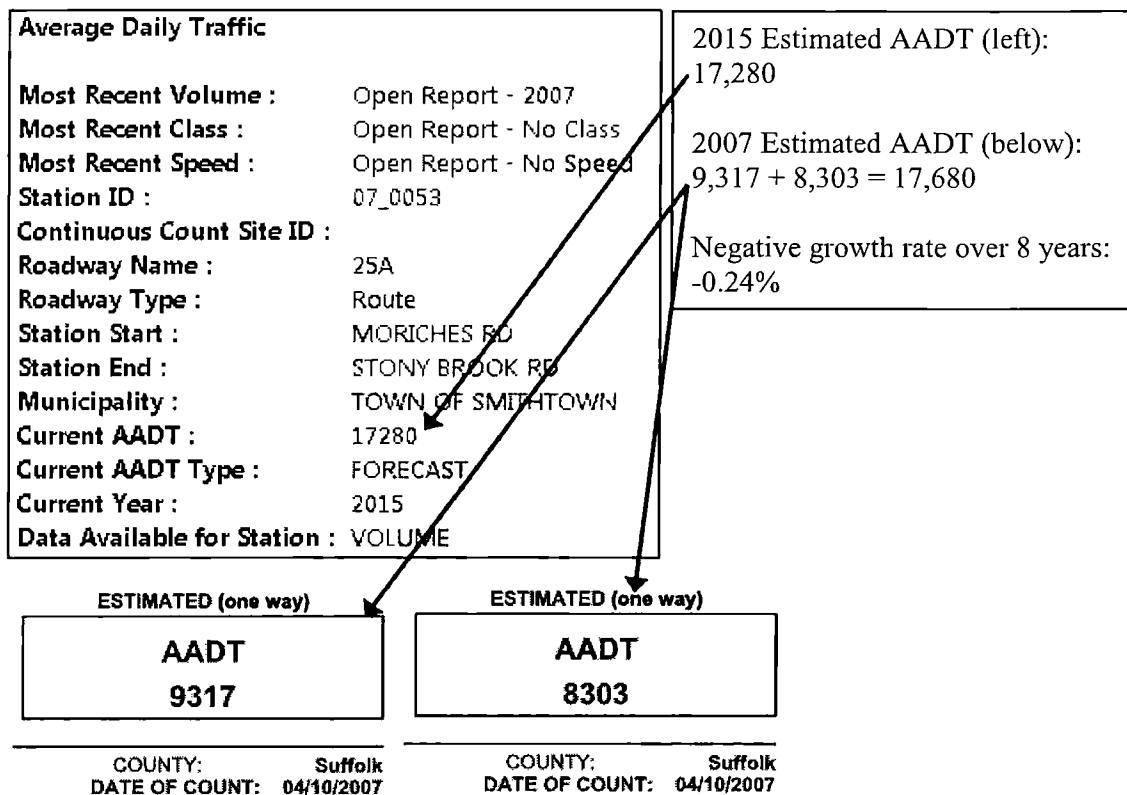 Average Daily Traffic
Most Recent Volume : Open Report - 2007
Most Recent Class : Open Report - No Class
Most Recent Speed : Open Report - No Speed
Station ID : 07_0053
Continuous Count Site ID :
Roadway Name : 25A
Roadway Type : Route
Station Start : MORICHES RD
Station End : STONY BROOK RD
Municipality : TOWN OF SMITHTOWN
Current AADT : 17280
Current AADT Type : FORECAST
Current Year : 2015
Data Available for Station : VOLUME
2015 Estimated AADT (left):
17,280
2007 Estimated AADT (below):
9,317 + 8,303 = 17,680
Negative growth rate over 8 years:
-0.24%
ESTIMATED (one way)
AADT
9317
COUNTY: Suffolk
DATE OF COUNT: 04/10/2007
ESTIMATED (one way)
AADT
8303
COUNTY: Suffolk
DATE OF COUNT: 04/10/2007